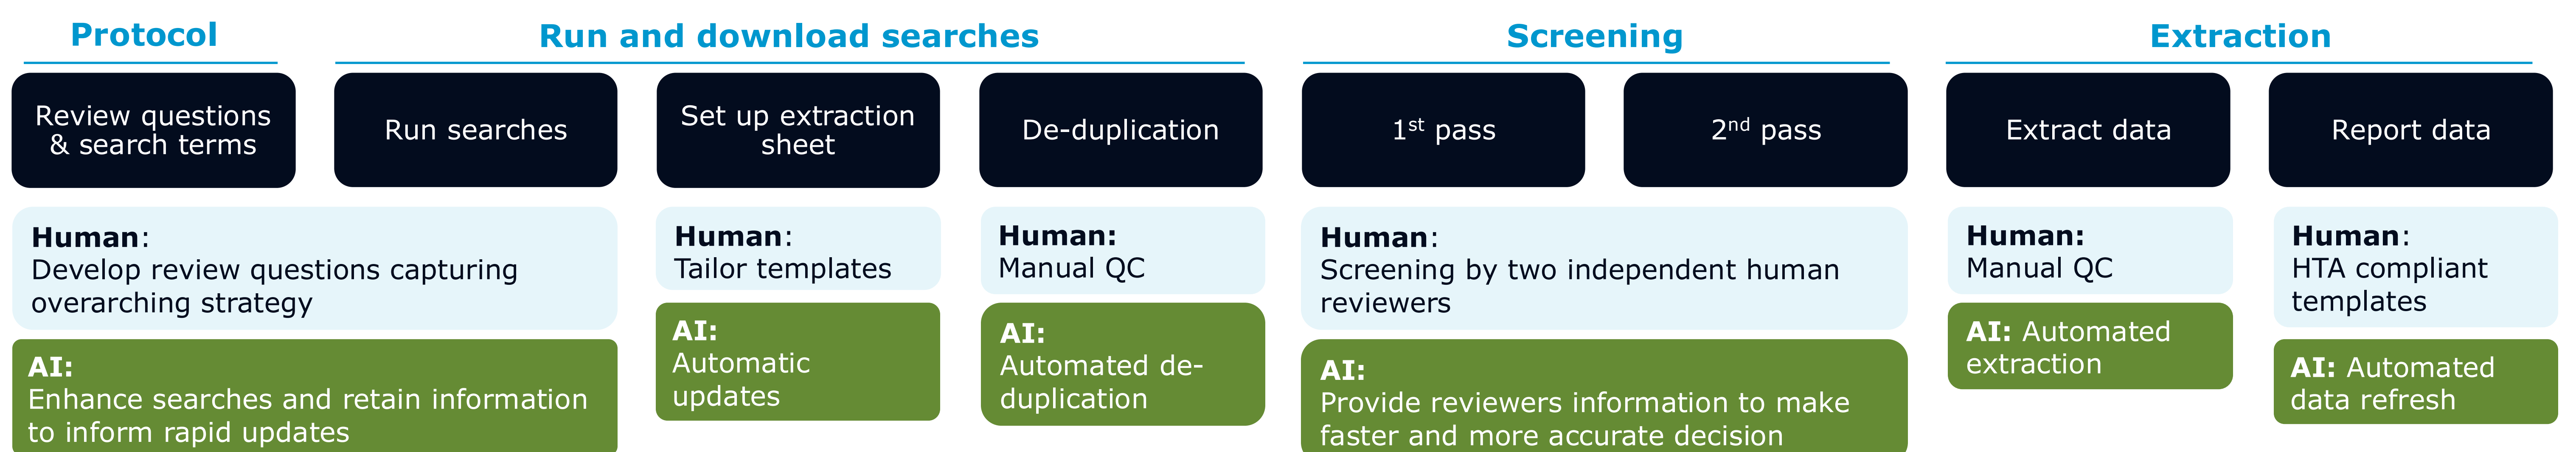 Protocol
Run and download searches
Screening
Extraction
Review questions
& search terms
Run searches
Set up extraction
sheet
De-duplication
1st pass
2nd pass
Extract data
Report data
Human:
Develop review questions capturing
overarching strategy
AI:
Enhance searches and retain information
to inform rapid updates
Human:
Tailor templates
AI:
Automatic
updates
Human:
Manual QC
AI:
Automated de-
duplication
Human:
Screening by two independent human
reviewers
AI:
Provide reviewers information to make
faster and more accurate decision
Human:
Manual QC
AI: Automated
extraction
Human:
HTA compliant
templates
AI: Automated
data refresh